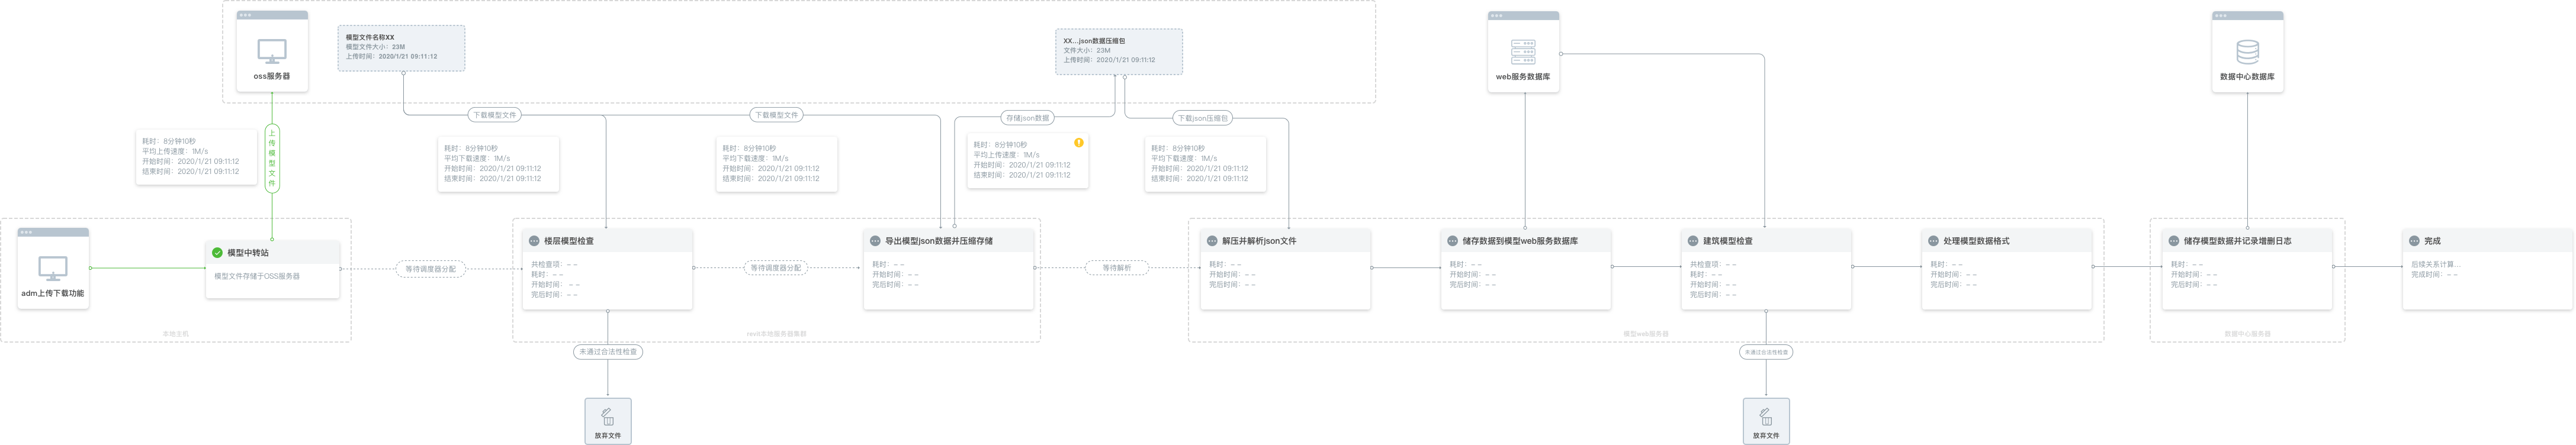 oss服务器
模型文件名称XX
模型文件大小：23M
上传时间：2020/1/21 09:11:12
XX...json数据压缩包
文件大小：23M
上传时间：2020/1/21 09:11:12
web服务数据库
数据中心数据库
上传模型文件
耗时：8分钟10秒
平均上传速度：1M/s
开始时间：2020/1/21 09:11:12
结束时间：2020/1/21 09:11:12
下载模型文件
耗时：8分钟10秒
平均下载速度：1M/s
开始时间：2020/1/21 09:11:12
结束时间：2020/1/21 09:11:12
下载模型文件
耗时：8分钟10秒
平均下载速度：1M/s
开始时间：2020/1/21 09:11:12
结束时间：2020/1/21 09:11:12
存储json数据
耗时：8分钟10秒
平均上传速度：1M/s
开始时间：2020/1/21 09:11:12
结束时间：2020/1/21 09:11:12
下载json压缩包
耗时：8分钟10秒
平均下载速度：1M/s
开始时间：2020/1/21 09:11:12
结束时间：2020/1/21 09:11:12
adm上传下载功能
模型中转站
模型文件存储于OSS服务器
本地主机
等待调度器分配
楼层模型检查
共检查项：－－
耗时：－－
开始时间：－－
完后时间：－－
等待调度器分配
导出模型json数据并压缩存储
耗时：－－
开始时间：－－
完后时间：－－
revit本地服务器集群
等待解析
解压并解析json文件
耗时：－－
开始时间：－－
完后时间：－－
储存数据到模型web服务数据库
耗时：－－
开始时间：－－
完后时间：－－
建筑模型检查
共检查项：－－
耗时：－－
开始时间：－－
完后时间：－－
处理模型数据格式
耗时：－－
开始时间：－－
完后时间：－－
模型web服务器
储存模型数据并记录增删日志
耗时：－－
开始时间：－－
完后时间：－－
数据中心服务器
完成
后续关系计算...
完成时间：－－
未通过合法性检查
放弃文件
未通过合法性检查
放弃文件